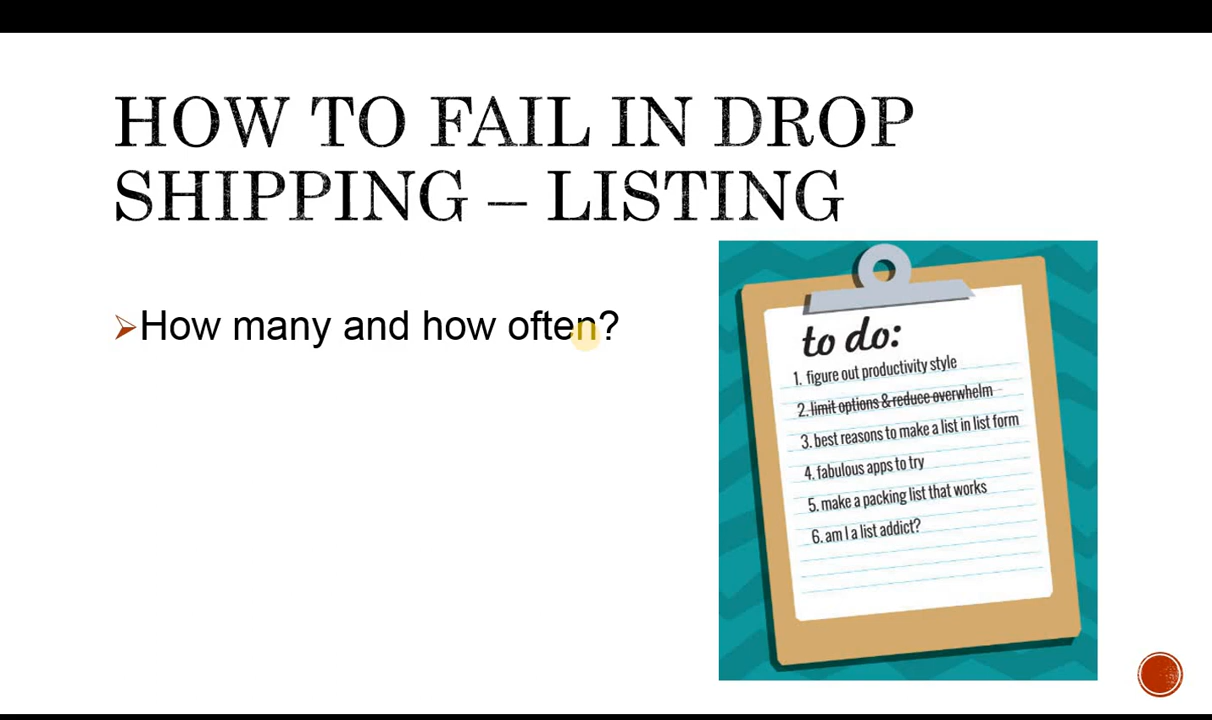 HOW TO FAIL IN DROP
SHIPPING – LISTING
How many and how often?
to do:
1. figure out productivity style
2. limit options & reduce overwhelm
3. best reasons to make a list in list form
4. fabulous apps to try
5. make a packing list that works
6. am I a list addict?